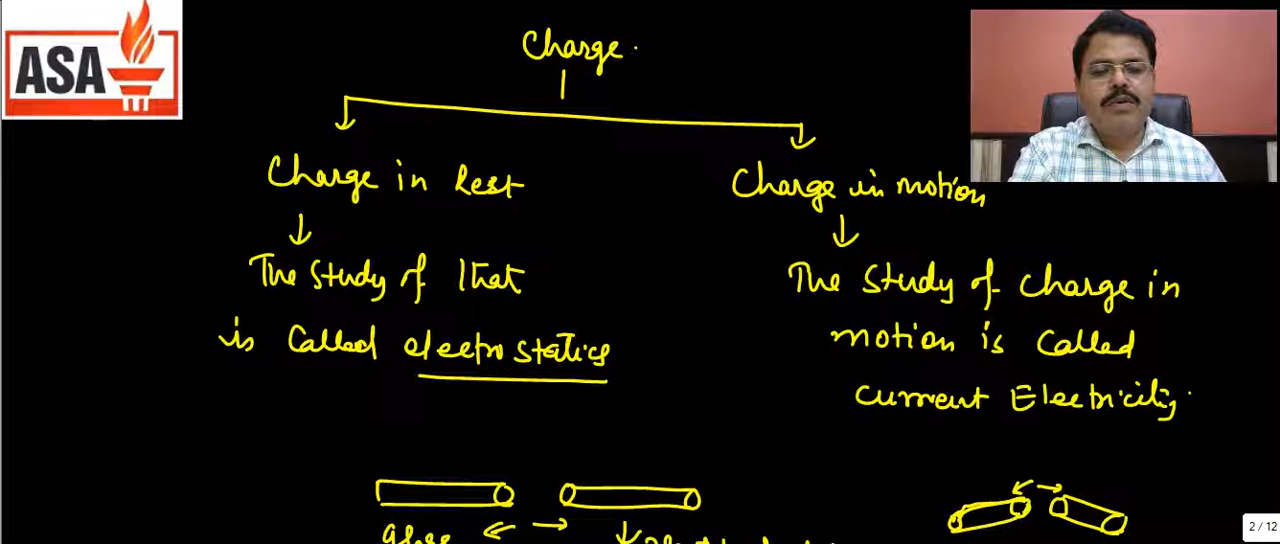 ASA
Charge.
Charge in Rest
Charge in motion
The study of that
is called electrostatics
The study of charge in
motion is called
current Electricity.
glass
2 / 12